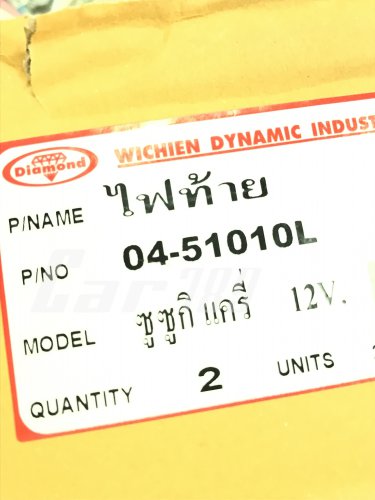 Diamond
WICHIEN DYNAMIC INDUST
P/NAME ไฟท้าย
P/NO 04-51010L
MODEL ซูซูกิ แครี่ 12V.
QUANTITY 2 UNITS